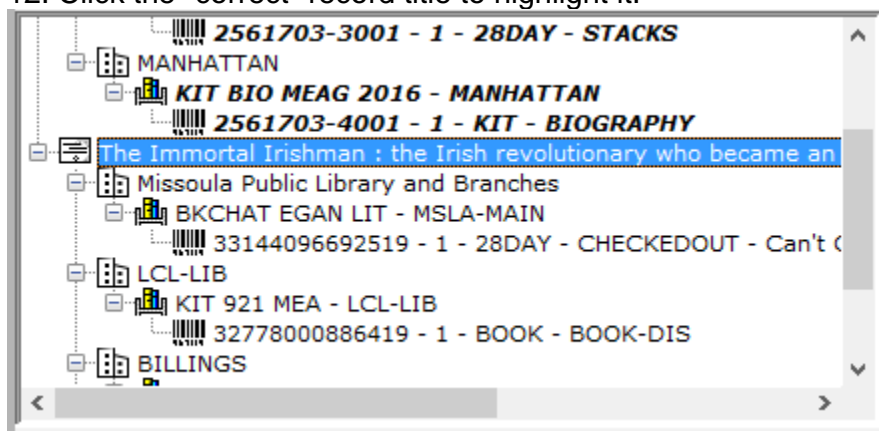 12. Click the "correct" record title to highlight it.
2561703-3001 - 1 - 28DAY - STACKS
MANHATTAN
KIT BIO MEAG 2016 - MANHATTAN
2561703-4001 - 1 - KIT - BIOGRAPHY
The Immortal Irishman : the Irish revolutionary who became an
Missoula Public Library and Branches
BKCHAT EGAN LIT - MSLA-MAIN
33144096692519 - 1 - 28DAY - CHECKEDOUT - Can't
LCL-LIB
KIT 921 MEA - LCL-LIB
32778000886419 - 1 - BOOK - BOOK-DIS
BILLINGS